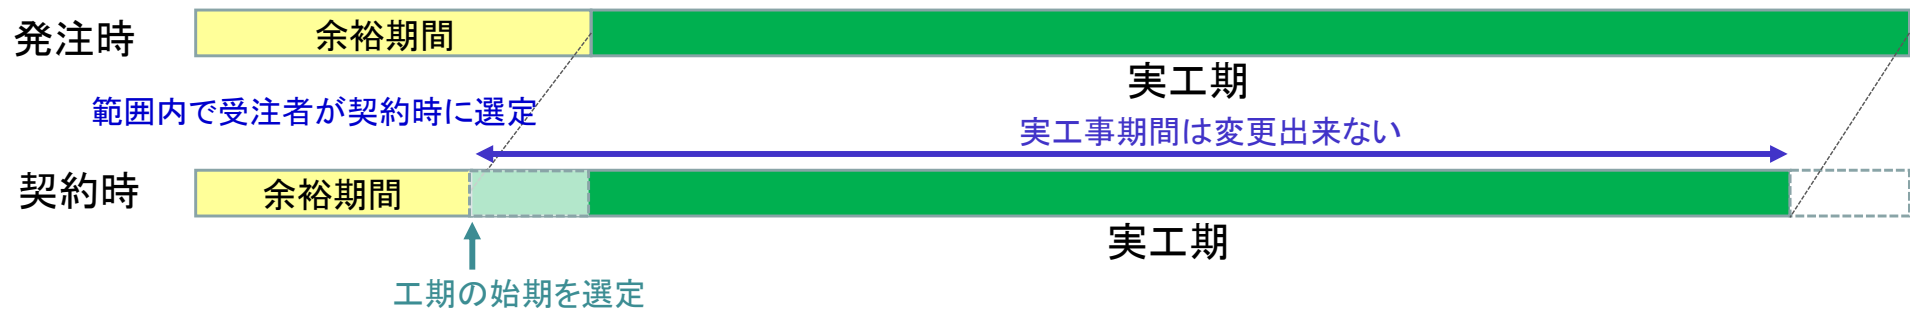 発注時
余裕期間
実工期
範囲内で受注者が契約時に選定
実工事期間は変更出来ない
契約時
余裕期間
実工期
工期の始期を選定